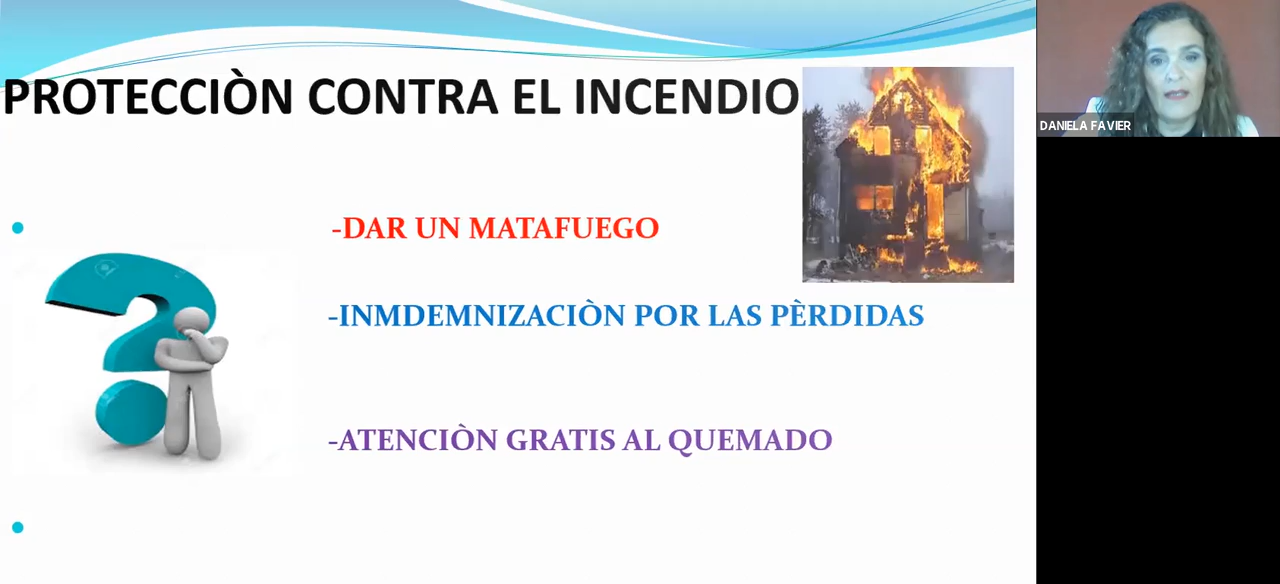 PROTECCIÒN CONTRA EL INCENDIO
DANIELA FAVIER
-DAR UN MATAFUEGO
-INMDEMNIZACIÒN POR LAS PÈRDIDAS
-ATENCIÒN GRATIS AL QUEMADO